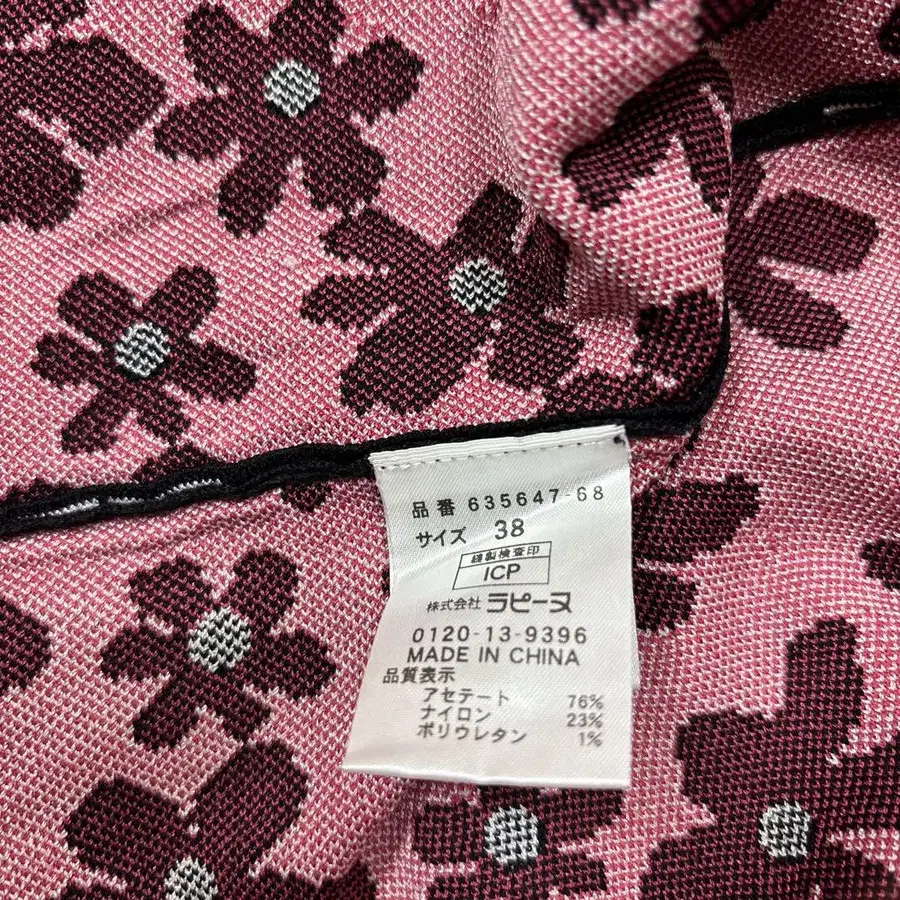 品番 635647-68
サイズ 38
縫製検査印
ICP
株式会社 ラピーヌ
0120-13-9396
MADE IN CHINA
品質表示
アセテート 76%
ナイロン 23%
ポリウレタン 1%